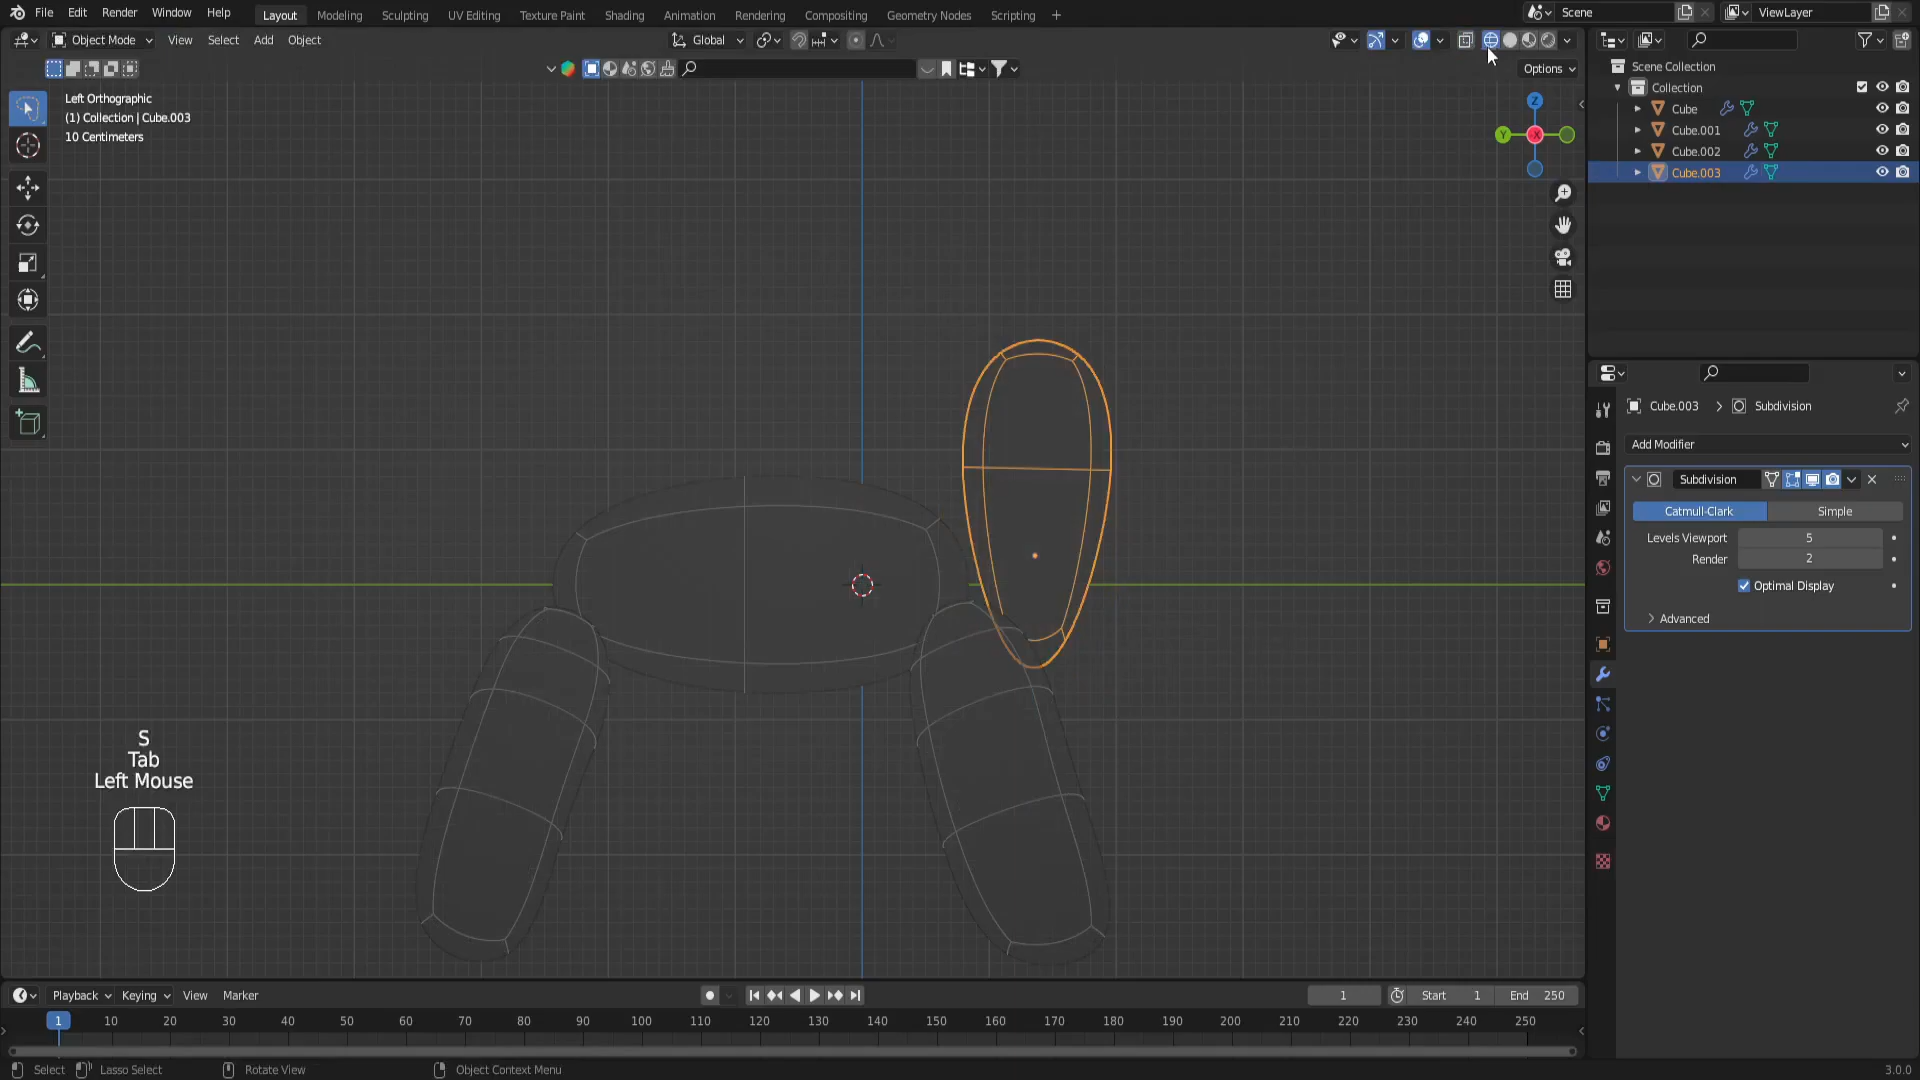 File Edit Render Window Help Layout Modeling Sculpting UV Editing Texture Paint Shading Animation Rendering Compositing Geometry Nodes Scripting + Scene ViewLayer
Object Mode View Select Add Object Global
Options
Left Orthographic
(1) Collection | Cube.003
10 Centimeters
Z
Y
X
Scene Collection
Collection
Cube
Cube.001
Cube.002
Cube.003
Cube.003 > Subdivision
Add Modifier
Subdivision
Catmull-Clark Simple
Levels Viewport 5
Render 2
Optimal Display
Advanced
S
Tab
Left Mouse
Playback Keying View Marker 1 Start 1 End 250
1 10 20 30 40 50 60 70 80 90 100 110 120 130 140 150 160 170 180 190 200 210 220 230 240 250
Select Lasso Select Rotate View Object Context Menu 3.0.0